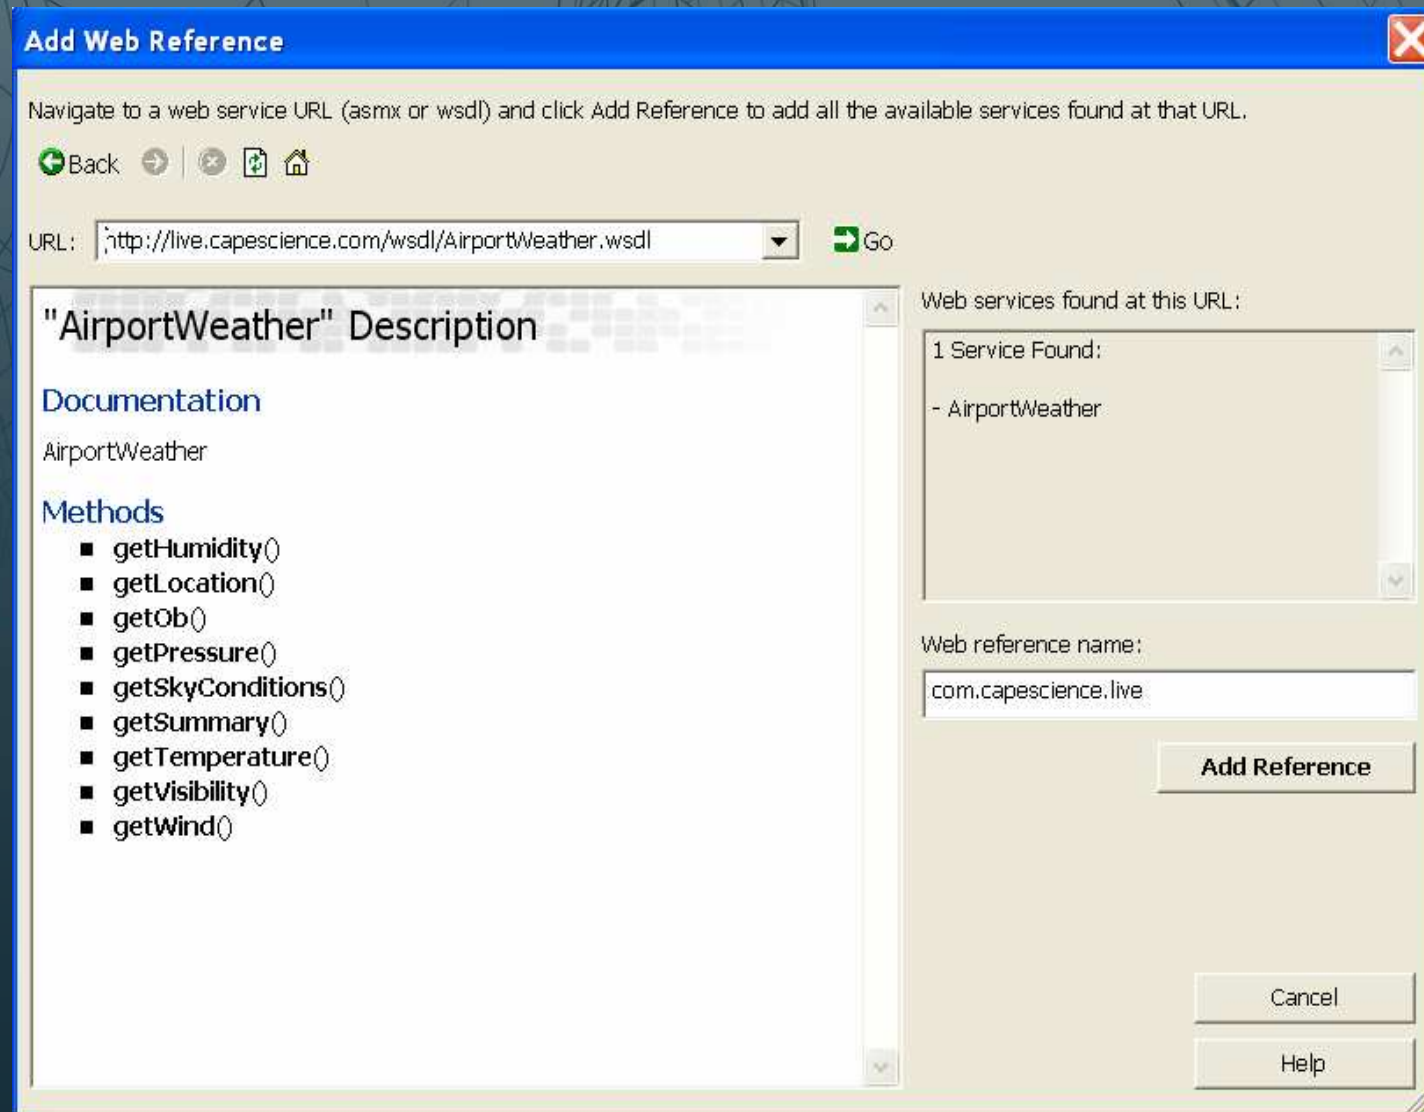 Add Web Reference
Navigate to a web service URL (asmx or wsdl) and click Add Reference to add all the available services found at that URL.
Back
URL: http://live.capescience.com/wsdl/AirportWeather.wsdl Go
"AirportWeather" Description
Documentation
AirportWeather
Methods
getHumidity()
getLocation()
getOb()
getPressure()
getSkyConditions()
getSummary()
getTemperature()
getVisibility()
getWind()
Web services found at this URL:
1 Service Found:
- AirportWeather
Web reference name:
com.capescience.live
Add Reference
Cancel
Help